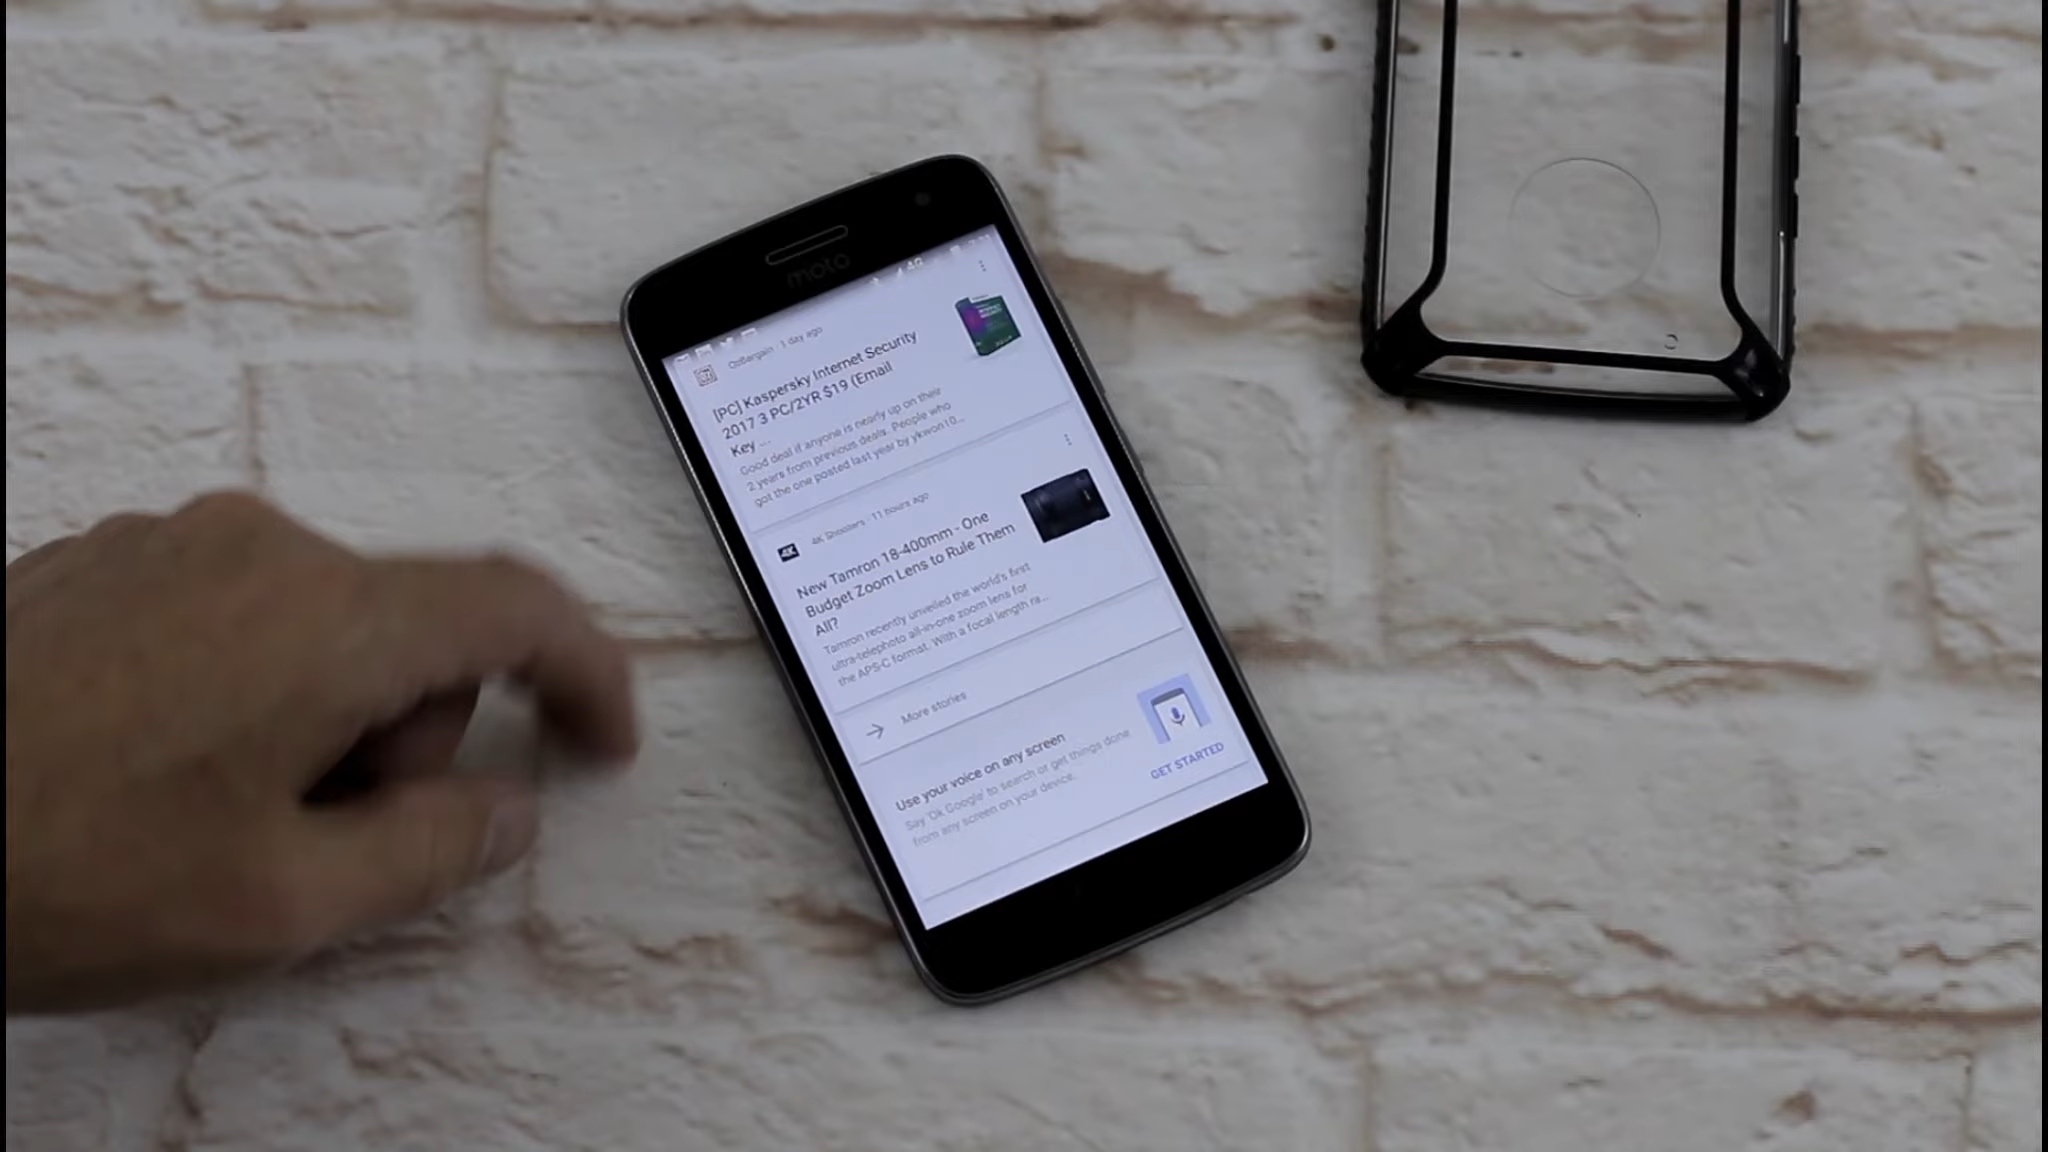 moto
4G
OzBargain · 1 day ago
[PC] Kaspersky Internet Security
2017 3 PC/2YR $19 (Email
Key ...
Good deal if anyone is nearly up on their
2 years from previous deals. People who
got the one posted last year by ykwon10...
INTERNET
SECURITY
4K
4K Shooters · 11 hours ago
New Tamron 18-400mm - One
Budget Zoom Lens to Rule Them
All?
Tamron recently unveiled the world's first
ultra-telephoto all-in-one zoom lens for
the APS-C format. With a focal length ra...
More stories
Use your voice on any screen
Say 'Ok Google' to search or get things done
from any screen on your device.
GET STARTED